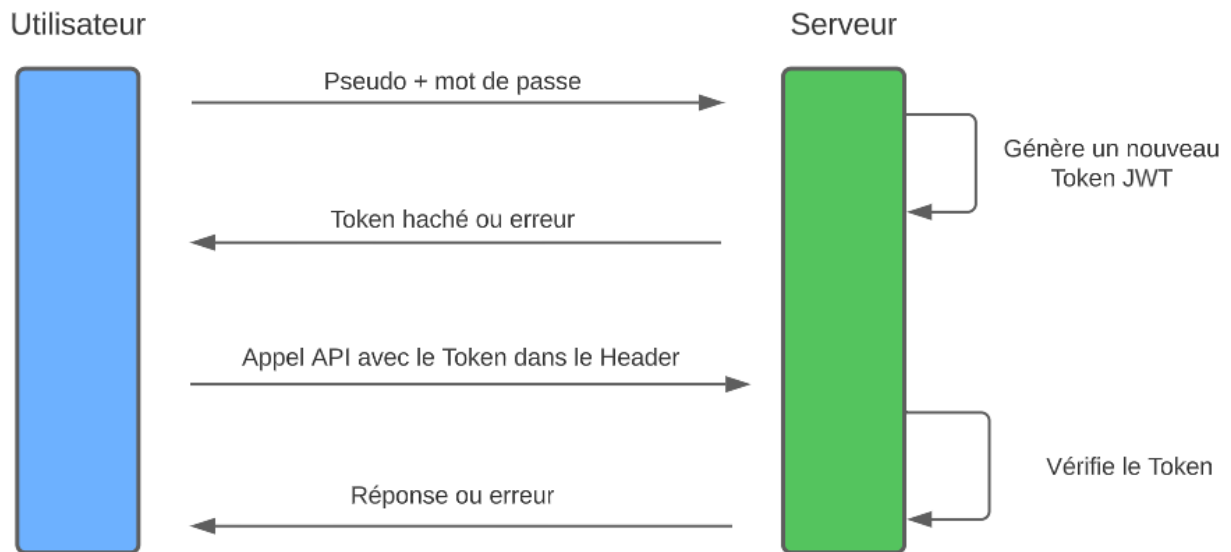 Utilisateur
Serveur
Pseudo + mot de passe
Génère un nouveau
Token JWT
Token haché ou erreur
Appel API avec le Token dans le Header
Vérifie le Token
Réponse ou erreur